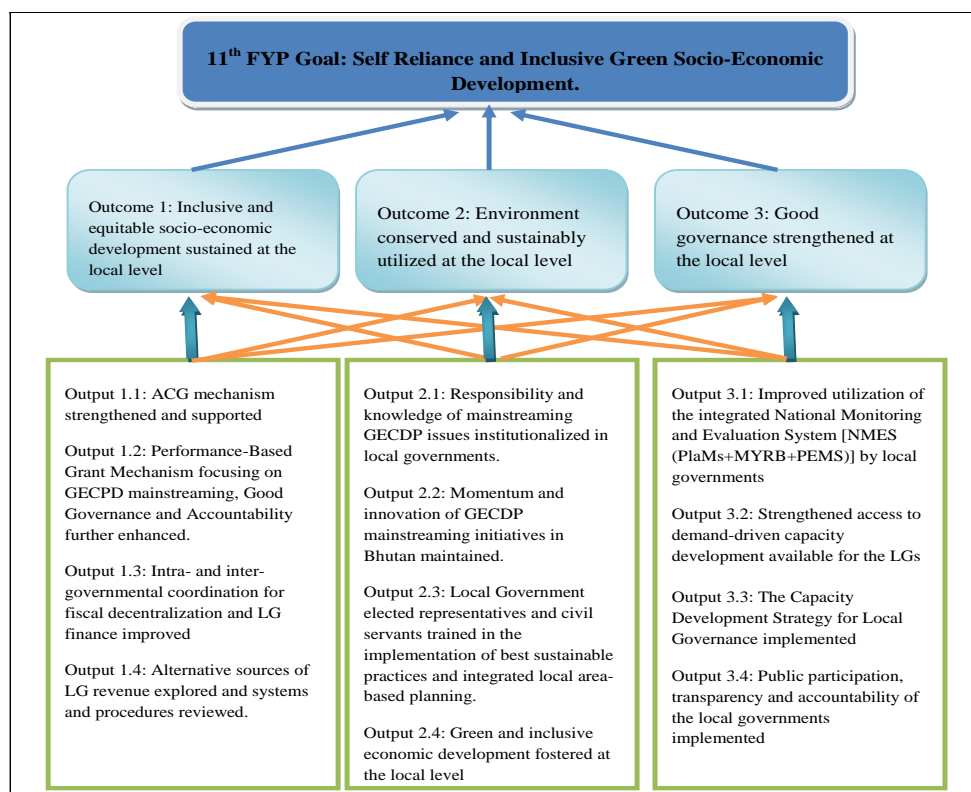 11th FYP Goal: Self Reliance and Inclusive Green Socio-Economic
Development.
Outcome 1: Inclusive and
equitable socio-economic
development sustained at the
local level
Outcome 2: Environment
conserved and sustainably
utilized at the local level
Outcome 3: Good
governance strengthened at
the local level
Output 1.1: ACG mechanism
strengthened and supported
Output 1.2: Performance-Based
Grant Mechanism focusing on
GECPD mainstreaming, Good
Governance and Accountability
further enhanced.
Output 1.3: Intra- and inter-
governmental coordination for
fiscal decentralization and LG
finance improved
Output 1.4: Alternative sources of
LG revenue explored and systems
and procedures reviewed.
Output 2.1: Responsibility and
knowledge of mainstreaming
GECDP issues institutionalized in
local governments.
Output 2.2: Momentum and
innovation of GECDP
mainstreaming initiatives in
Bhutan maintained.
Output 2.3: Local Government
elected representatives and civil
servants trained in the
implementation of best sustainable
practices and integrated local area-
based planning.
Output 2.4: Green and inclusive
economic development fostered at
the local level
Output 3.1: Improved utilization of
the integrated National Monitoring
and Evaluation System [NMES
(PlaMs+MYRB+PEMS)] by local
governments
Output 3.2: Strengthened access to
demand-driven capacity
development available for the LGs
Output 3.3: The Capacity
Development Strategy for Local
Governance implemented
Output 3.4: Public participation,
transparency and accountability of
the local governments
implemented